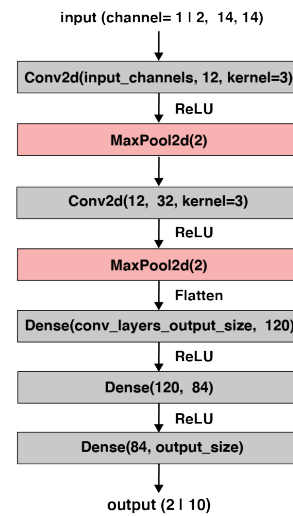 input (channel= 1 | 2, 14, 14)
Conv2d(input_channels, 12, kernel=3)
ReLU
MaxPool2d(2)
Conv2d(12, 32, kernel=3)
ReLU
MaxPool2d(2)
Flatten
Dense(conv_layers_output_size, 120)
ReLU
Dense(120, 84)
ReLU
Dense(84, output_size)
output (2 | 10)